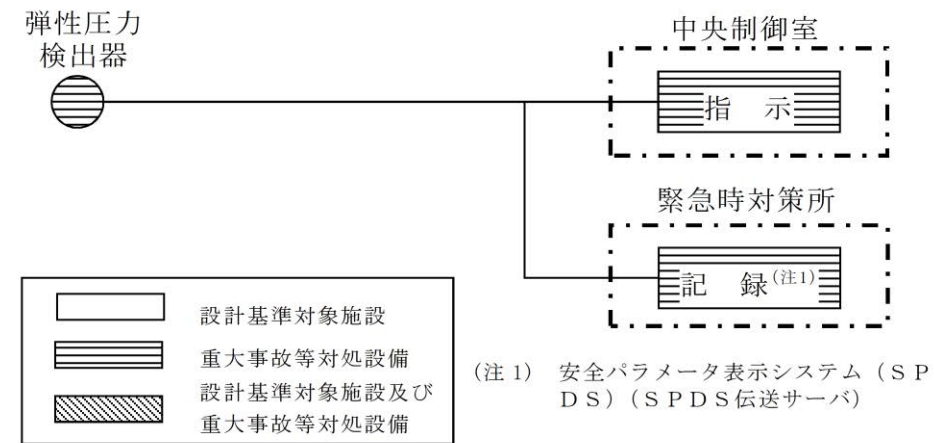 弾性圧力
検出器
中央制御室
指 示
緊急時対策所
記 録(注1)
設計基準対象施設
重大事故等対処設備
設計基準対象施設及び
重大事故等対処設備
(注 1) 安全パラメータ表示システム(SP
DS)(SPDS伝送サーバ)